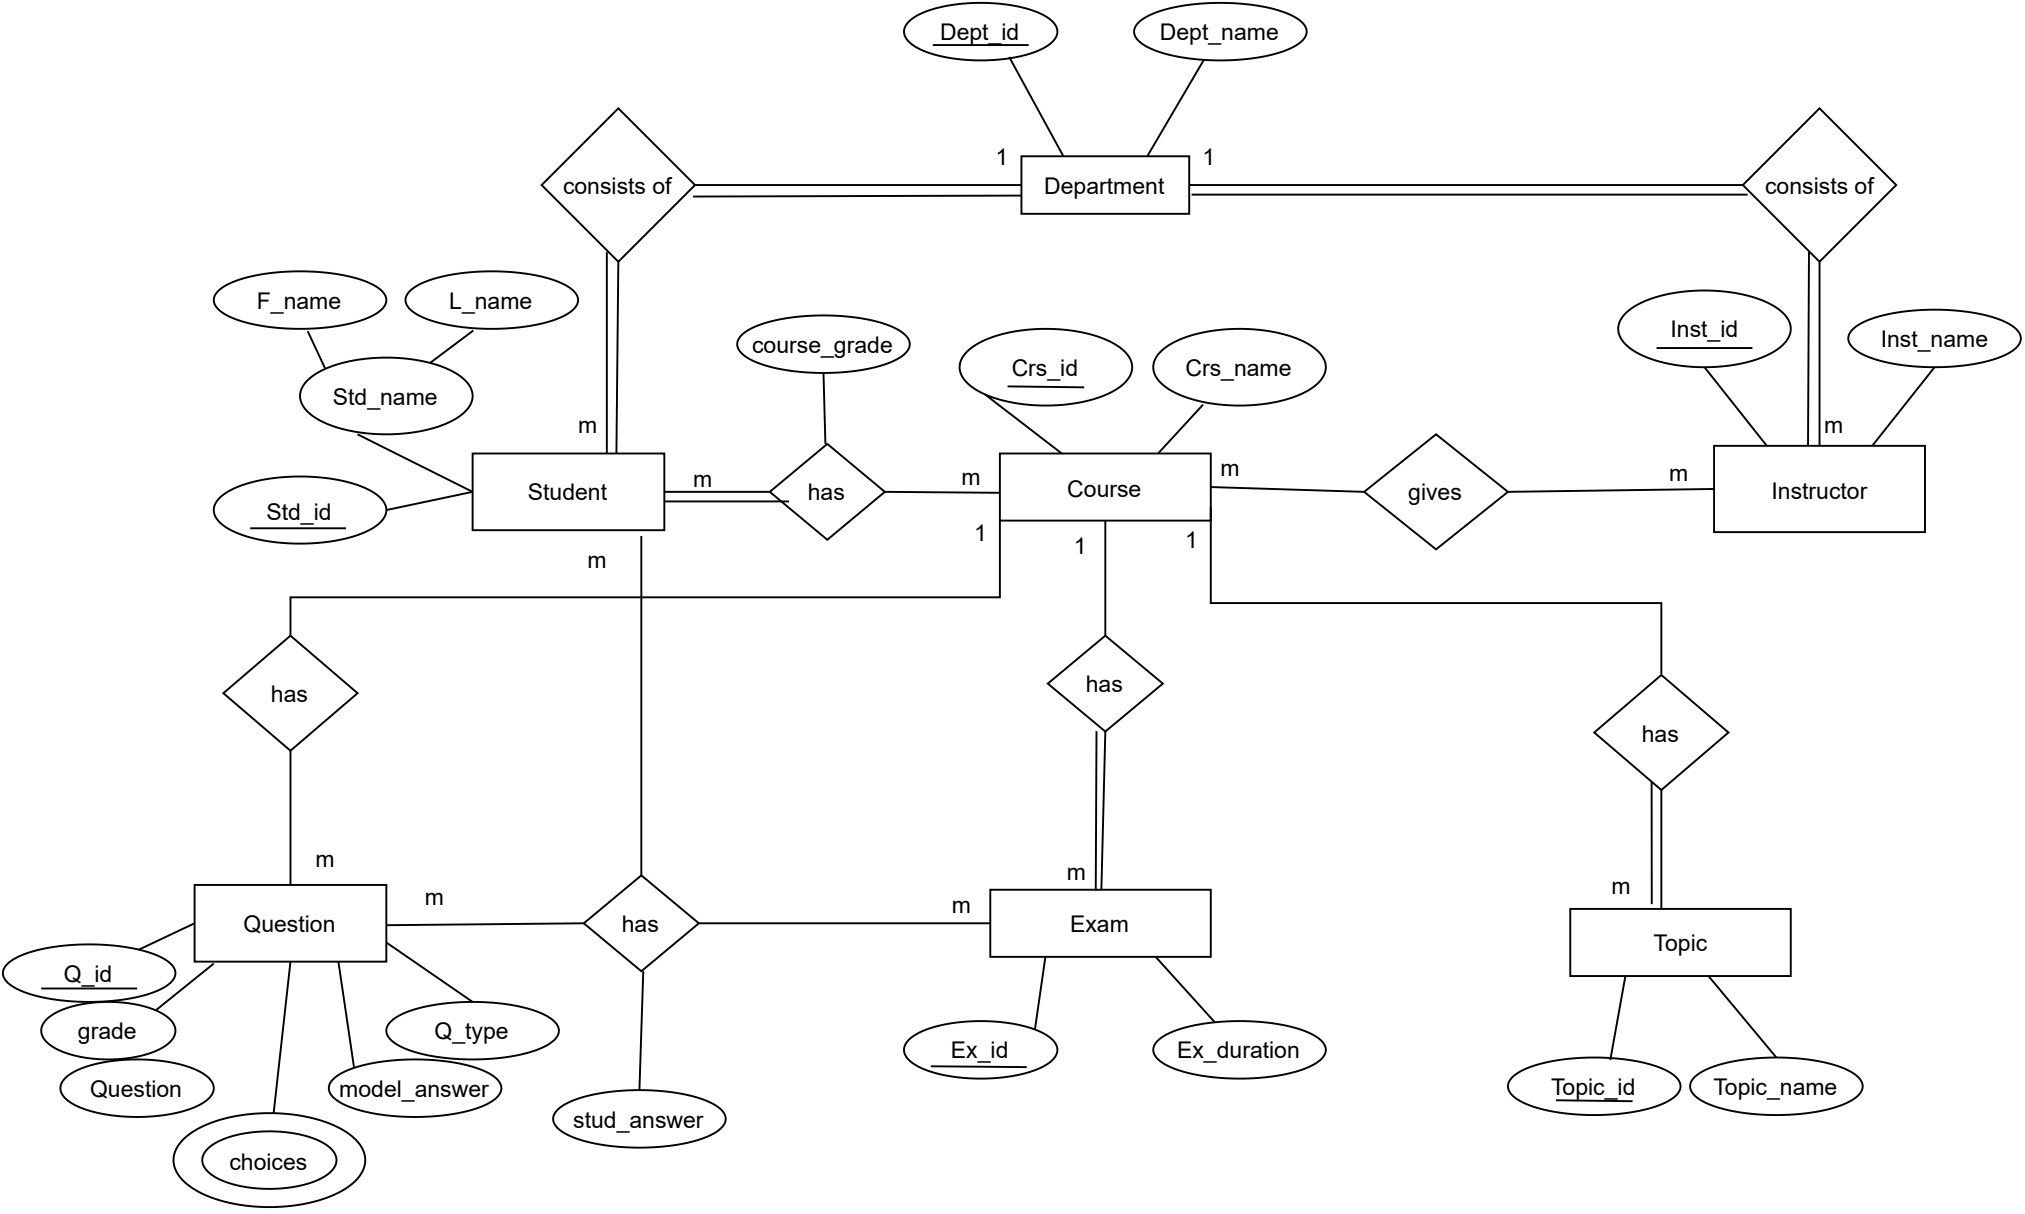 Dept_id
Dept_name
consists of
1
Department
1
consists of
F_name
L_name
Std_name
Std_id
m
course_grade
Crs_id
Crs_name
Inst_id
Inst_name
m
Student
m
has
m
Course
m
gives
m
Instructor
m
1
1
1
has
has
has
m
m
m
m
m
Question
has
Exam
Topic
Q_id
grade
Question
choices
model_answer
Q_type
stud_answer
Ex_id
Ex_duration
Topic_id
Topic_name